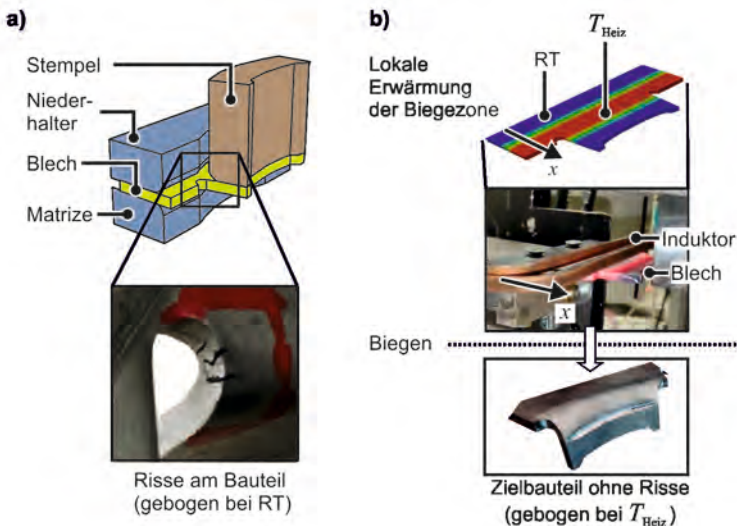 a)
Stempel
Nieder-
halter
Blech
Matrize
Risse am Bauteil
(gebogen bei RT)
b)
Lokale
Erwärmung
der Biegezone
RT
T_Heiz
x
Induktor
Blech
x
Biegen
Zielbauteil ohne Risse
(gebogen bei T_Heiz)